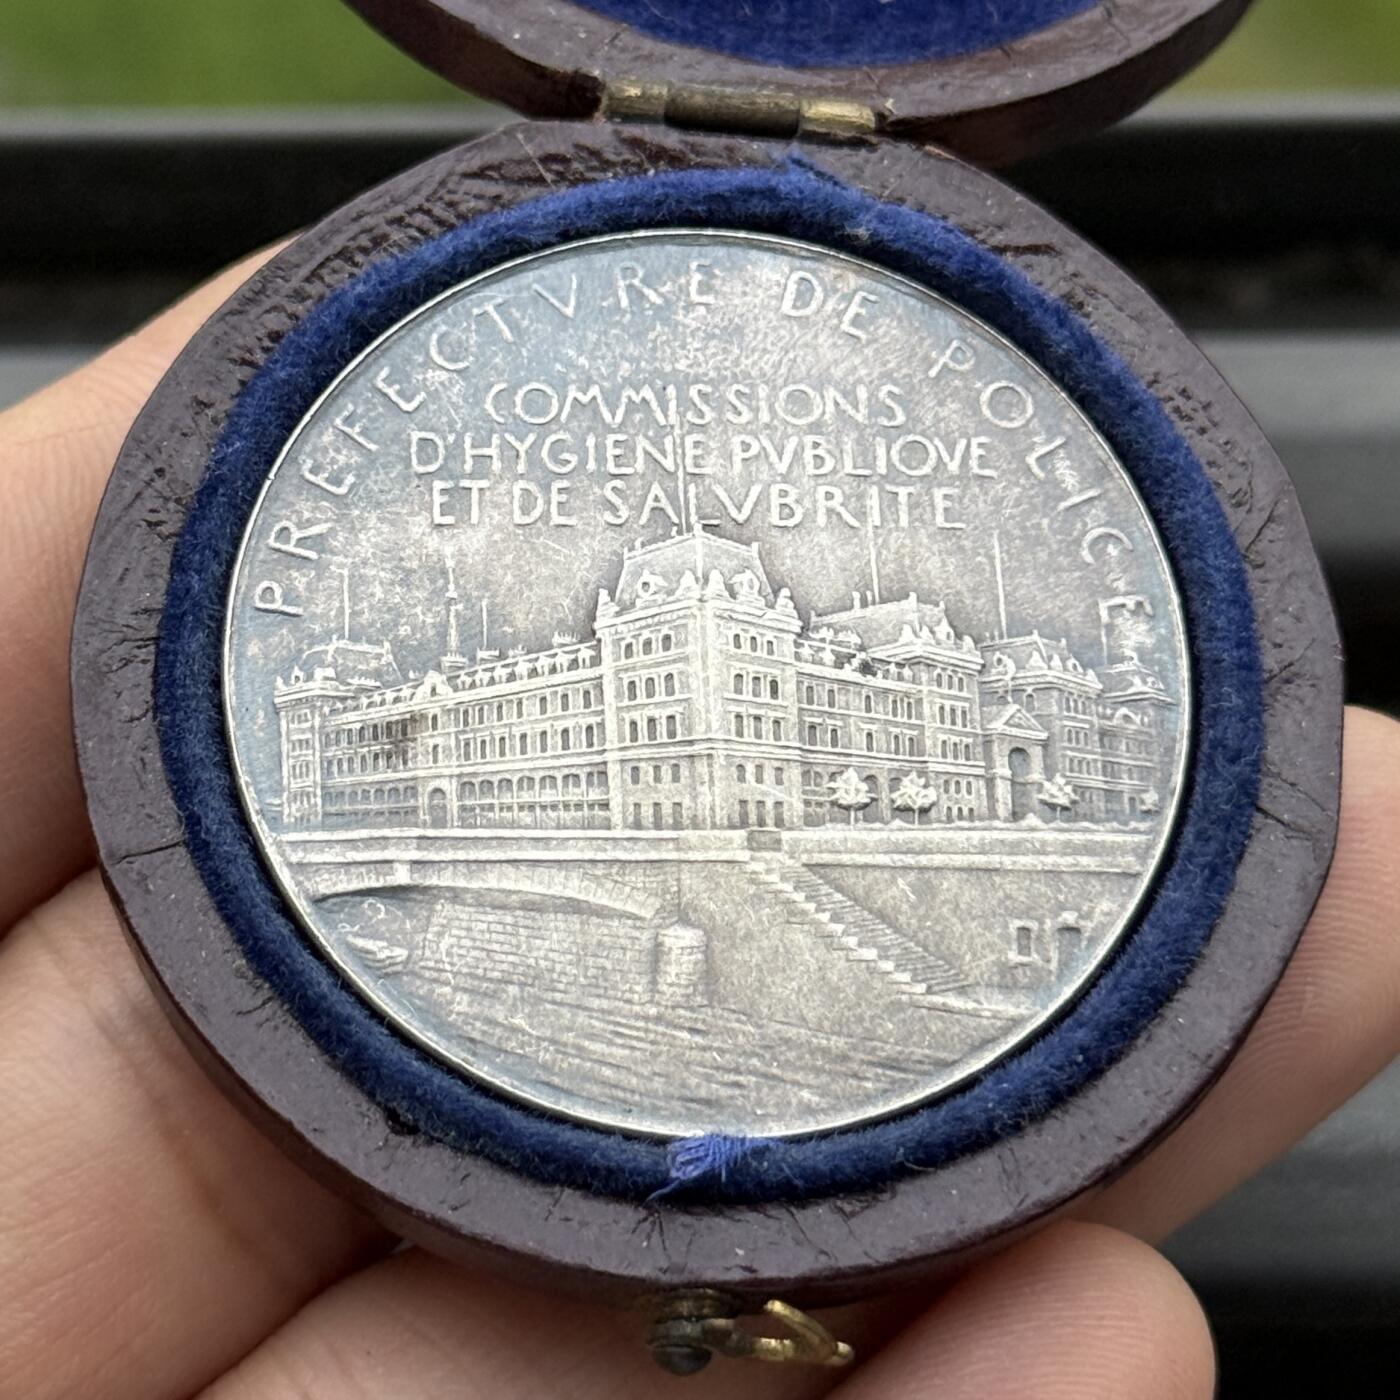 PREFECTVRE DE POLICE
COMMISSIONS
D'HYGIENE PVBLIQVE
ET DE SALVBRITE